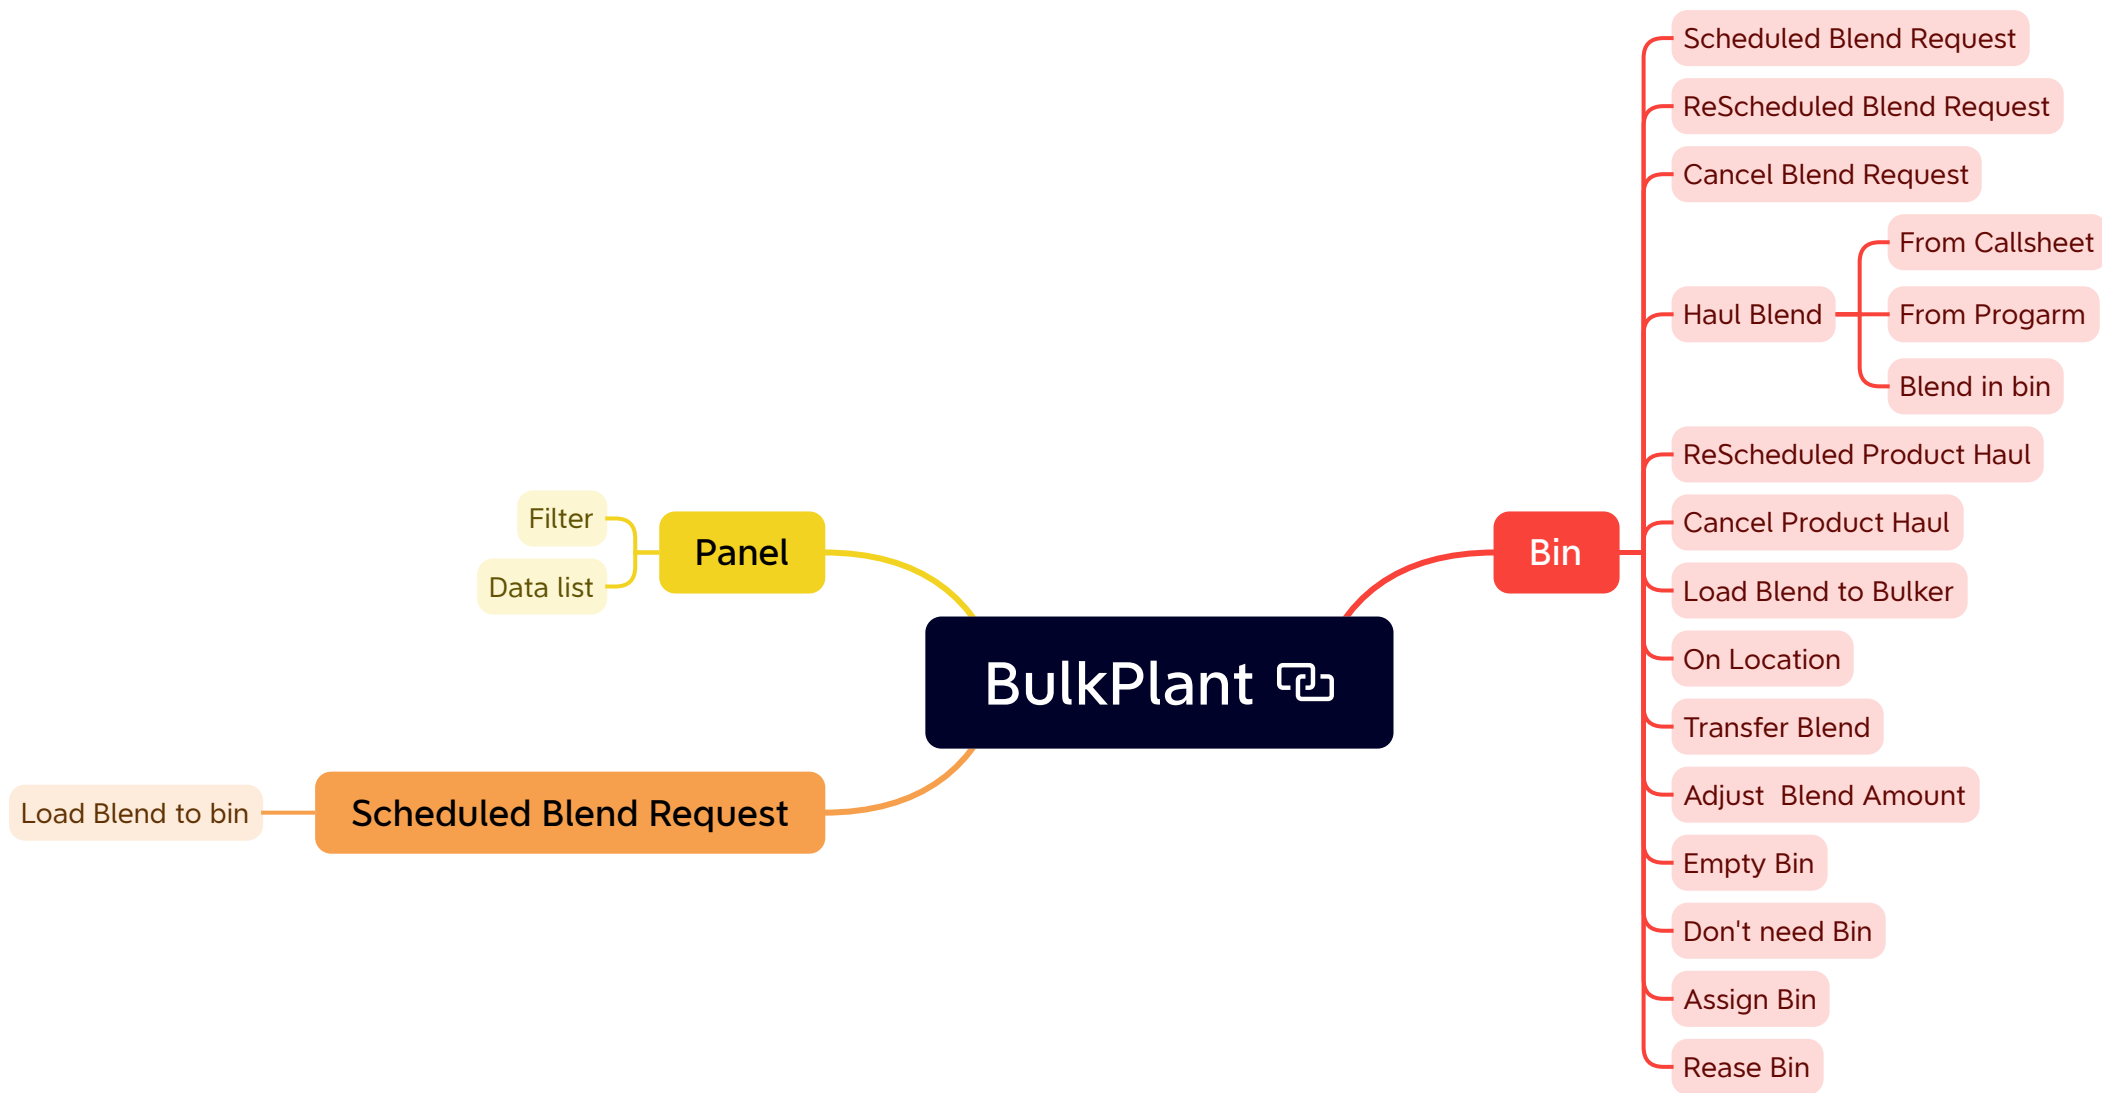 BulkPlant
Bin
Scheduled Blend Request
ReScheduled Blend Request
Cancel Blend Request
Haul Blend
From Callsheet
From Progarm
Blend in bin
ReScheduled Product Haul
Cancel Product Haul
Load Blend to Bulker
On Location
Transfer Blend
Adjust  Blend Amount
Empty Bin
Don't need Bin
Assign Bin
Rease Bin
Panel
Filter
Data list
Scheduled Blend Request
Load Blend to bin